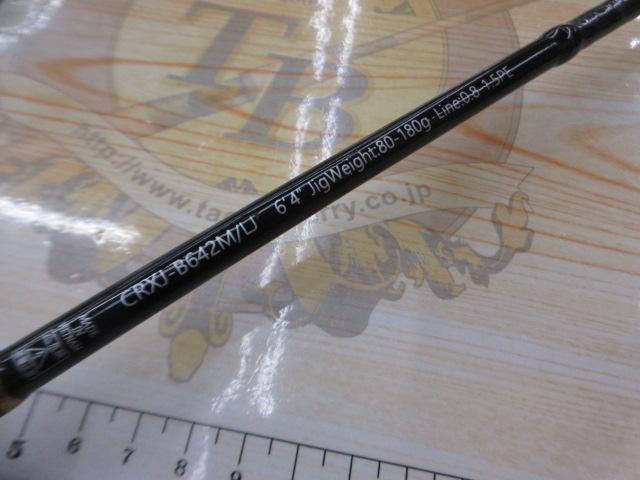 TB
http://www.ta
rry.co.jp
CRXJ-B642M/LJ 6'4" JigWeight:80-180g Line:0.8-1.5PE
5 6 7 8 9